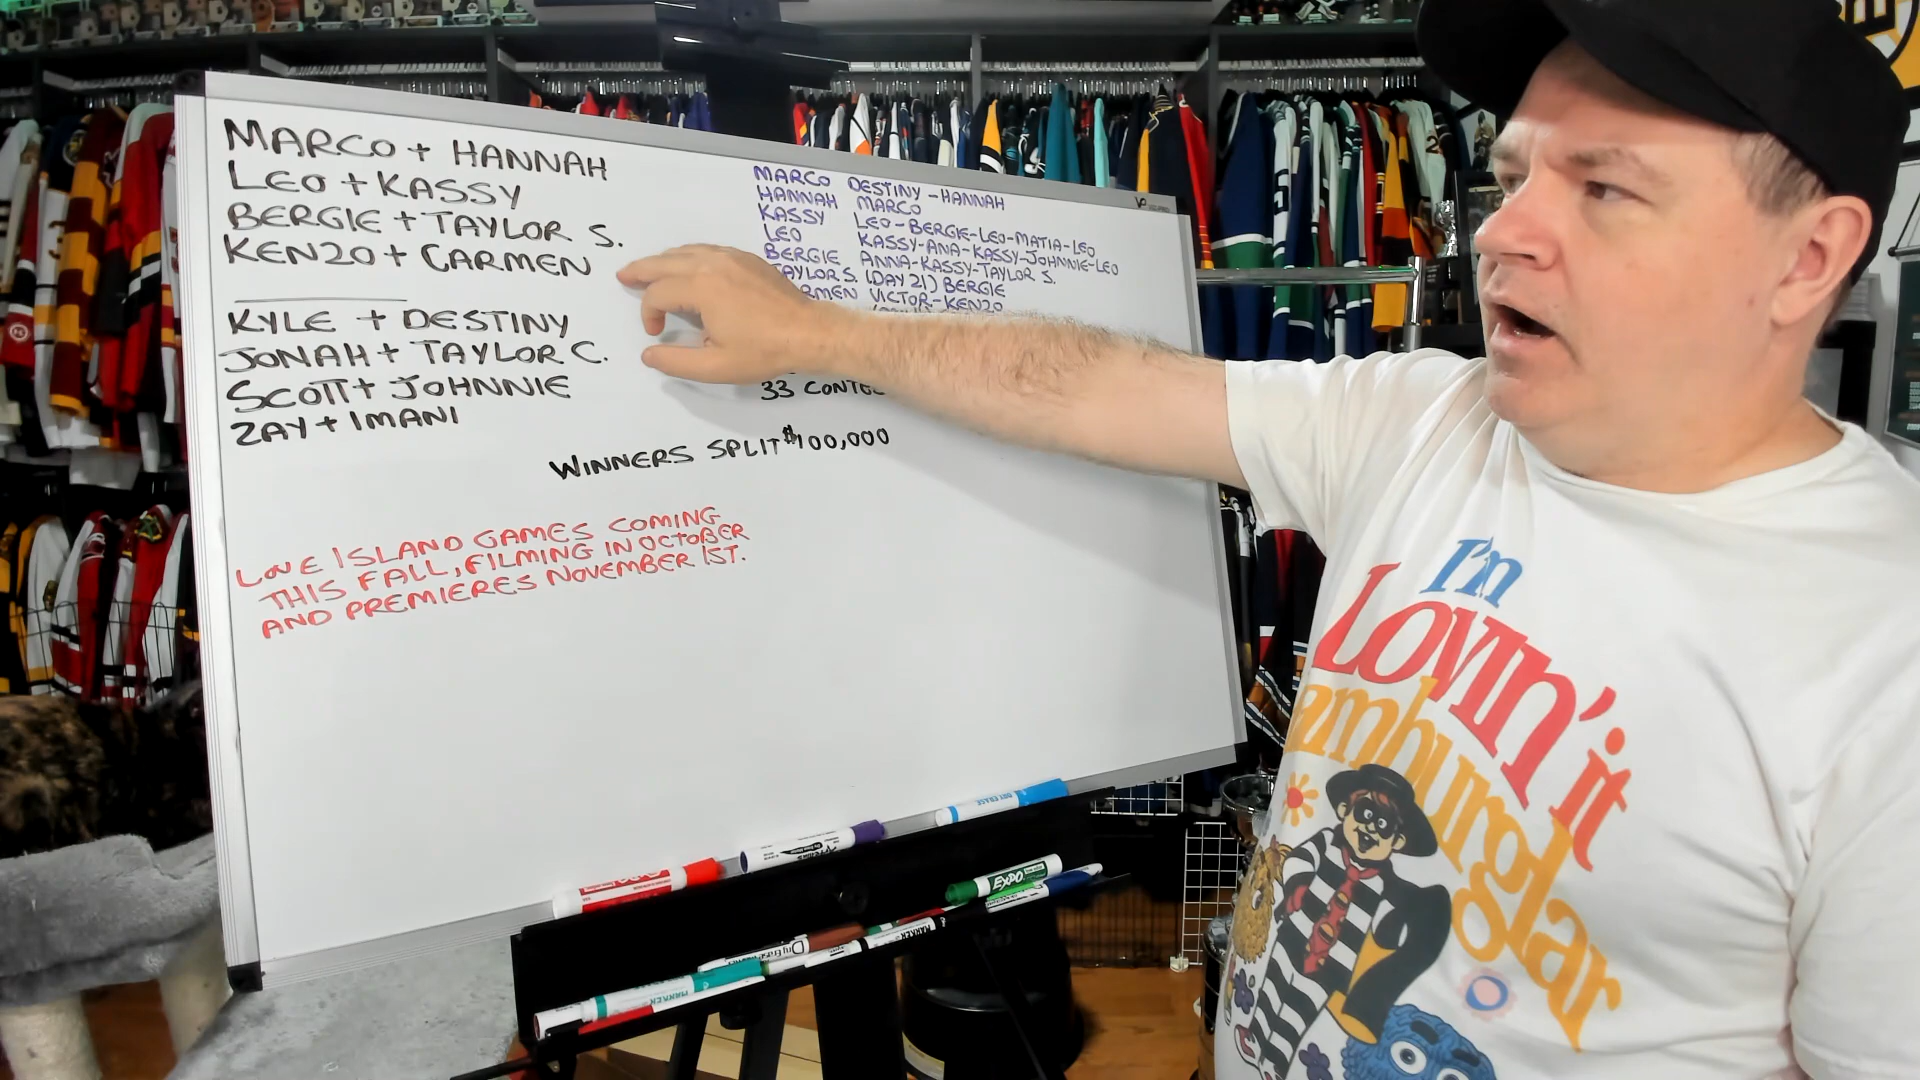 MARCO + HANNAH
LEO + KASSY
BERGIE + TAYLOR S.
KENZO + CARMEN
KYLE + DESTINY
JONAH + TAYLOR C.
SCOTT + JOHNNIE
ZAY + IMANI
MARCO DESTINY - HANNAH
HANNAH MARCO
KASSY LEO - BERGIE - LEO - MATIA - LEO
LEO KASSY - ANA - KASSY - JOHNNIE - LEO
BERGIE ANNA - KASSY - TAYLOR S.
TAYLOR S. (DAY 21) BERGIE
RMEN VICTOR - KENZO
33 CONTE
WINNERS SPLIT $100,000
LOVE ISLAND GAMES COMING
THIS FALL, FILMING IN OCTOBER
AND PREMIERES NOVEMBER 1ST.
EXPO
I'm
Lovin' it
amburglar